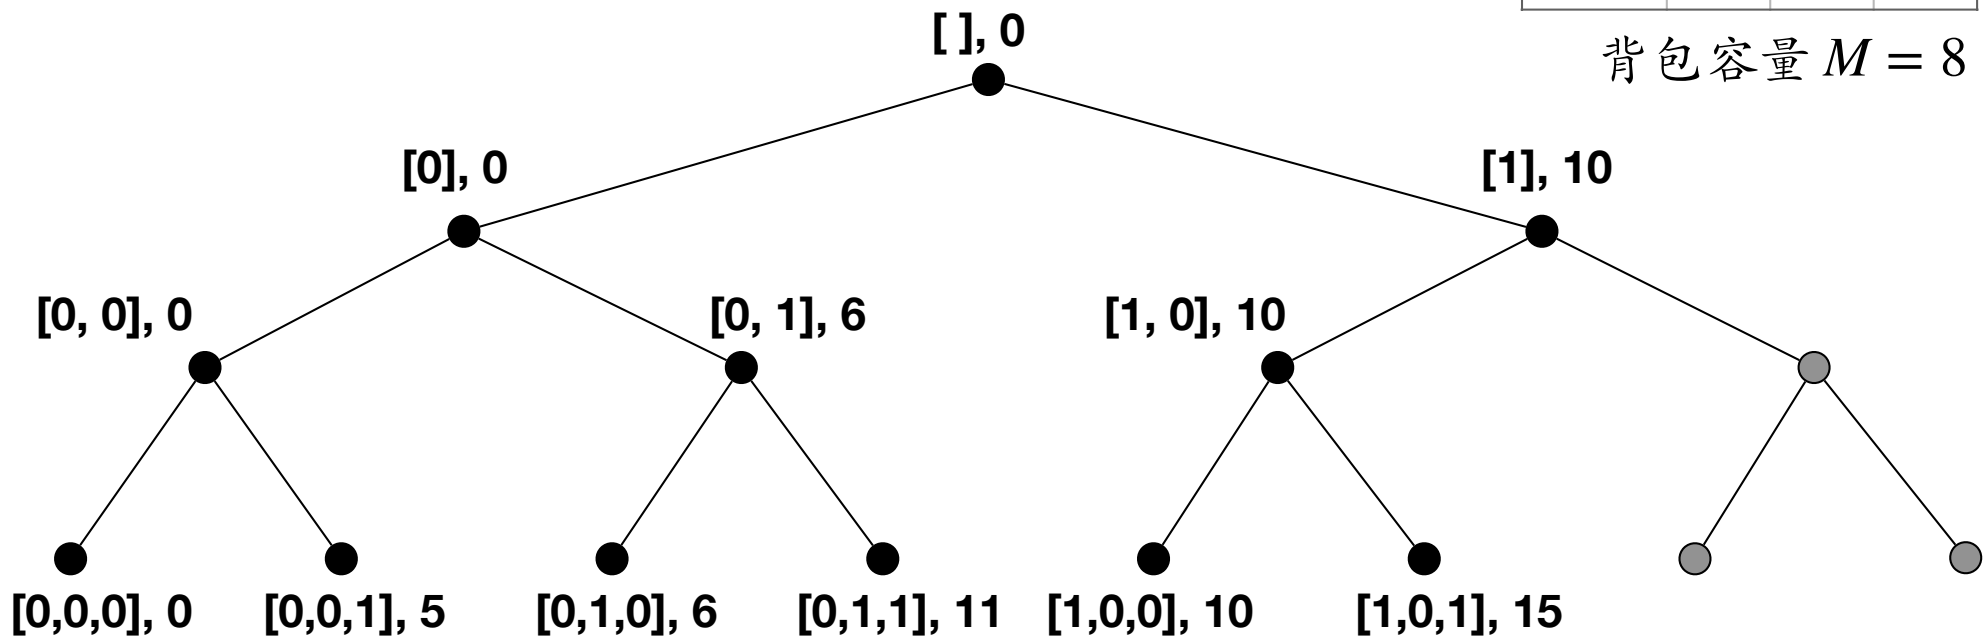 [ ], 0
背包容量 M = 8
[0], 0
[1], 10
[0, 0], 0
[0, 1], 6
[1, 0], 10
[0,0,0], 0
[0,0,1], 5
[0,1,0], 6
[0,1,1], 11
[1,0,0], 10
[1,0,1], 15